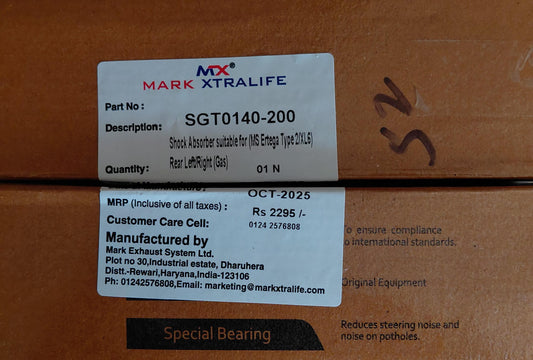 MX®
MARK XTRALIFE
Part No :
SGT0140-200
Description:
Shock Absorber suitable for (MS Ertega Type 2/XL6)
Rear Left/Right (Gas)
Quantity: 01 N
OCT-2025
MRP (Inclusive of all taxes) : Rs 2295 /-
Customer Care Cell: 0124 2576808
Manufactured by
Mark Exhaust System Ltd.
Plot no 30,Industrial estate, Dharuhera
Distt.-Rewari,Haryana,India-123106
Ph: 01242576808,Email: marketing@markxtralife.com
52
to ensure compliance
to international standards.
Original Equipment
Special Bearing
Reduces steering noise and
noise on potholes.